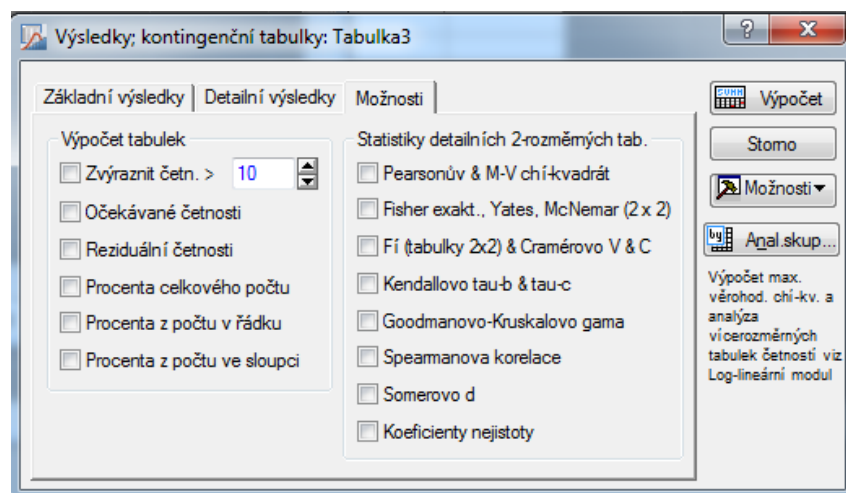 Výsledky; kontingenční tabulky: Tabulka3
Základní výsledky
Detailní výsledky
Možnosti
Výpočet tabulek
Zvýraznit četn. > 10
Očekávané četnosti
Reziduální četnosti
Procenta celkového počtu
Procenta z počtu v řádku
Procenta z počtu ve sloupci
Statistiky detailních 2-rozměrných tab.
Pearsonův & M-V chí-kvadrát
Fisher exakt., Yates, McNemar (2 x 2)
Fí (tabulky 2x2) & Cramérovo V & C
Kendallovo tau-b & tau-c
Goodmanovo-Kruskalovo gama
Spearmanova korelace
Somerovo d
Koeficienty nejistoty
SUMM
Výpočet
Storno
Možnosti
by
Anal.skup...
Výpočet max.
věrohod. chí-kv. a
analýza
vícerozměrných
tabulek četností viz
Log-lineární modul